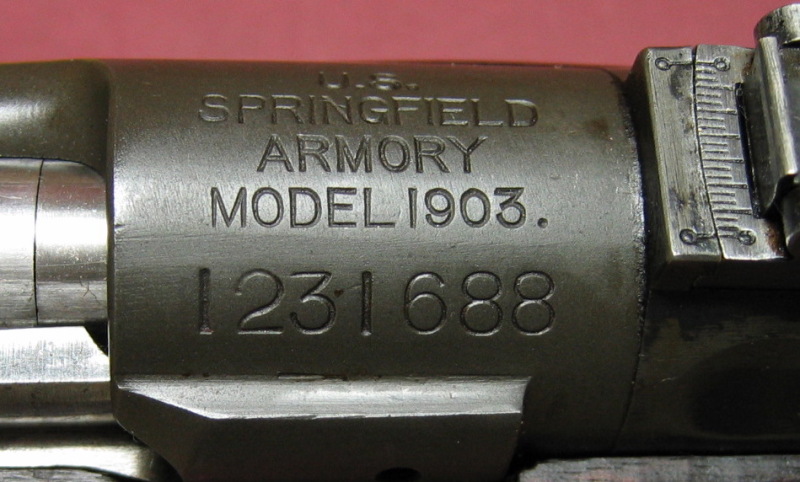 U.S.
SPRINGFIELD
ARMORY
MODEL 1903.
1231688